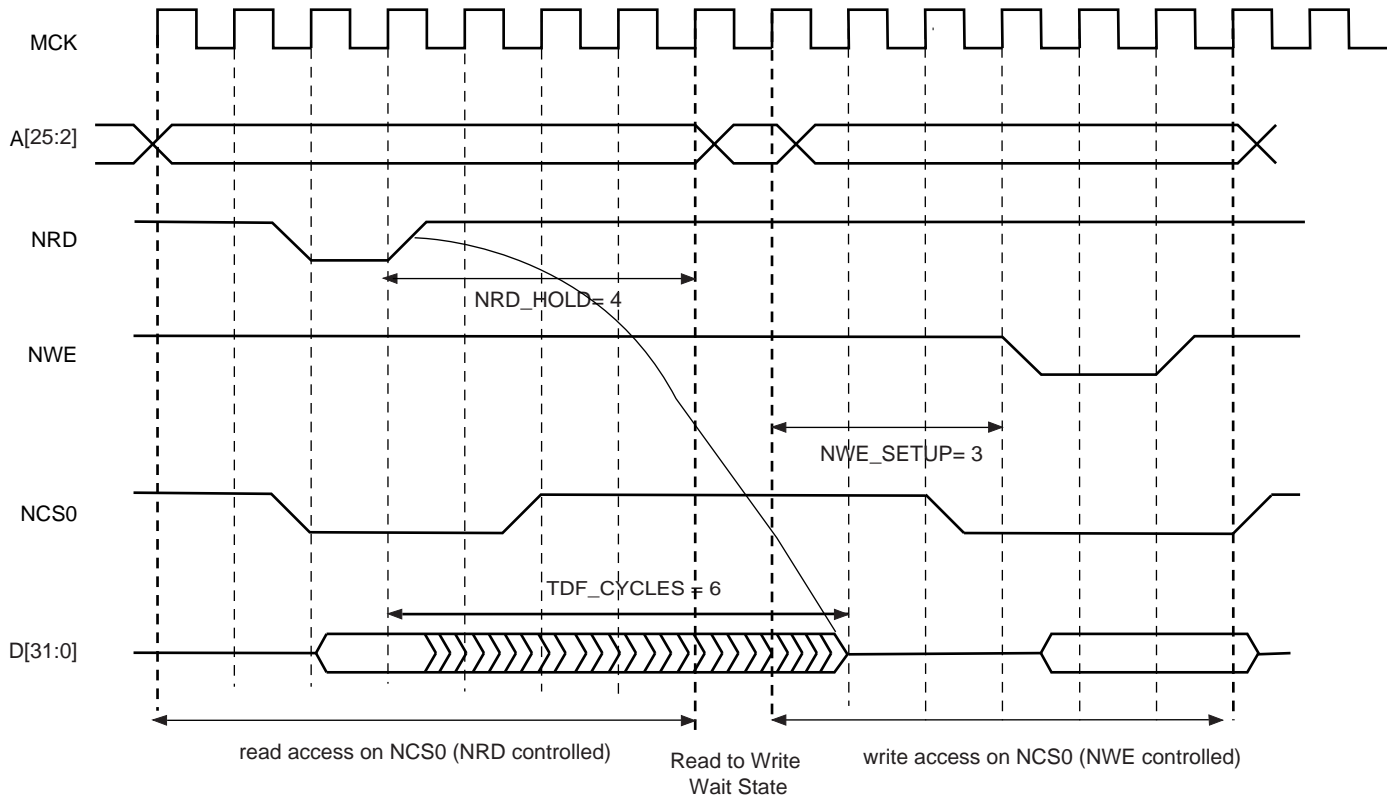 MCK
A[25:2]
NRD
NRD_HOLD= 4
NWE
NWE_SETUP= 3
NCS0
TDF_CYCLES = 6
D[31:0]
read access on NCS0 (NRD controlled)
Read to Write
Wait State
write access on NCS0 (NWE controlled)